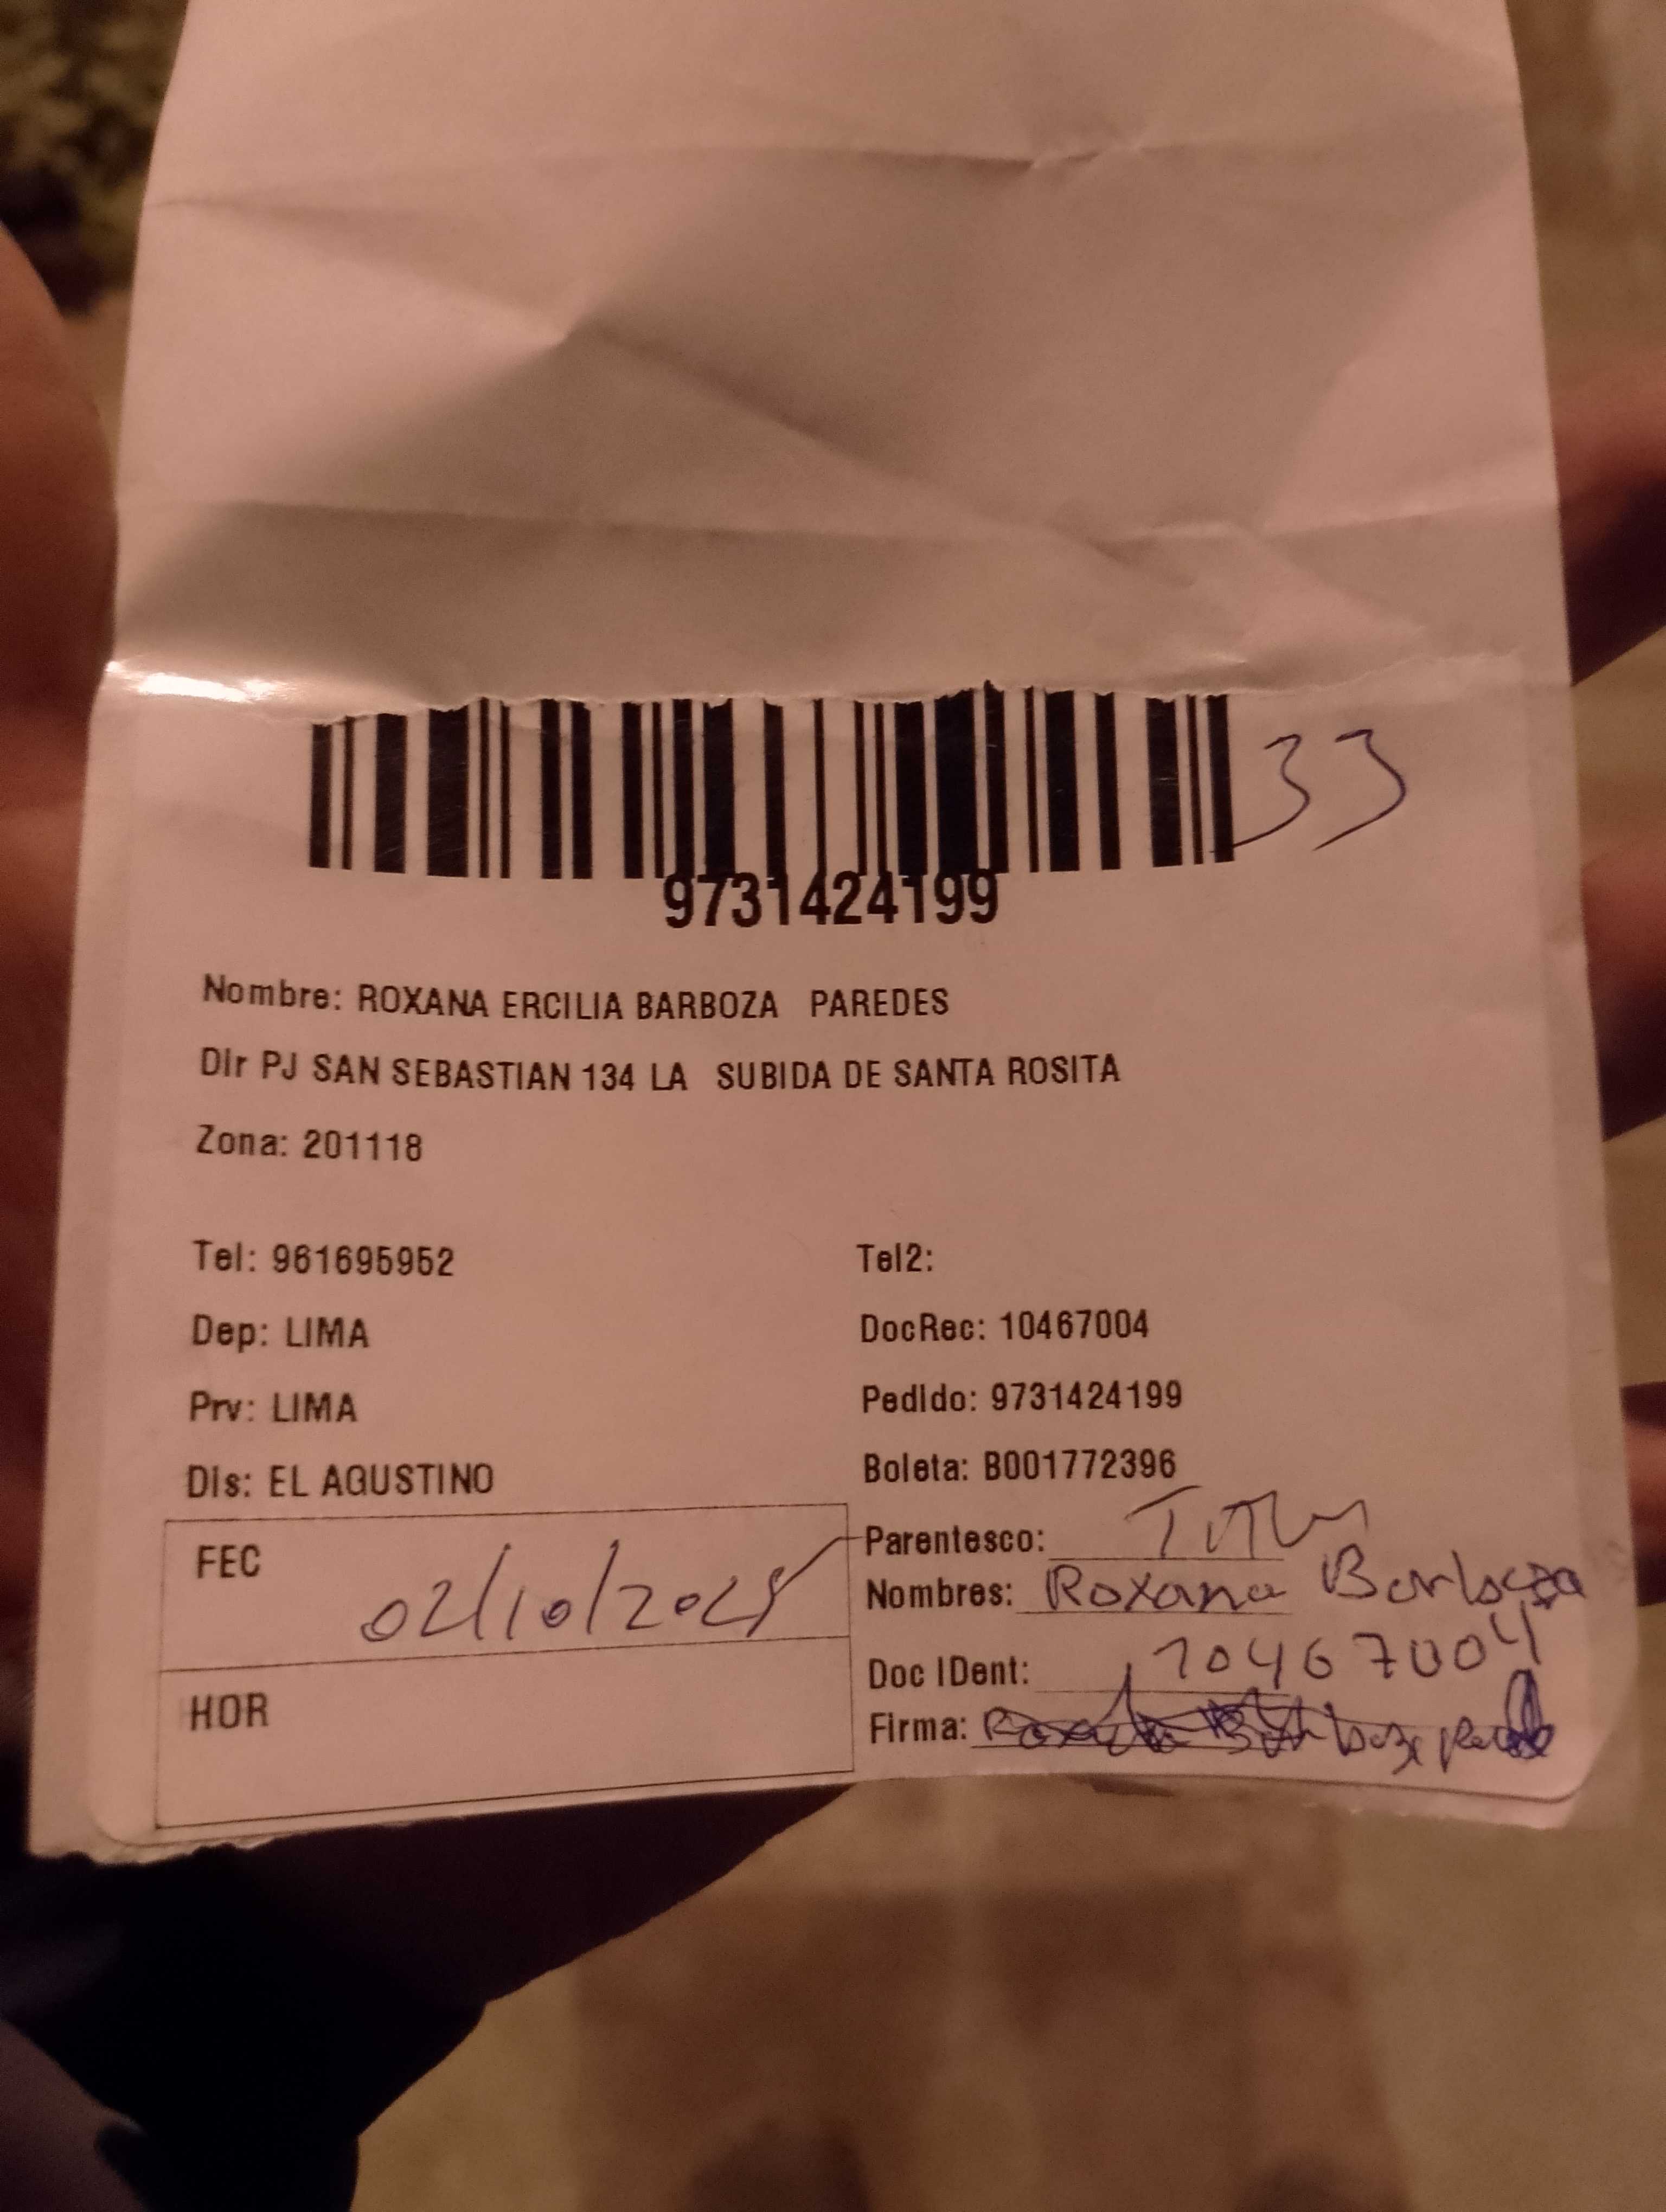 33
9731424199
Nombre: ROXANA ERCILIA BARBOZA PAREDES
Dir PJ SAN SEBASTIAN 134 LA SUBIDA DE SANTA ROSITA
Zona: 201118
Tel: 961695952 Tel2:
Dep: LIMA DocRec: 10467004
Prv: LIMA Pedido: 9731424199
Dis: EL AGUSTINO Boleta: B001772396
FEC 02/10/2025 Parentesco:
Nombres: Roxana Barboza
Doc IDent: 10467004
HOR Firma: